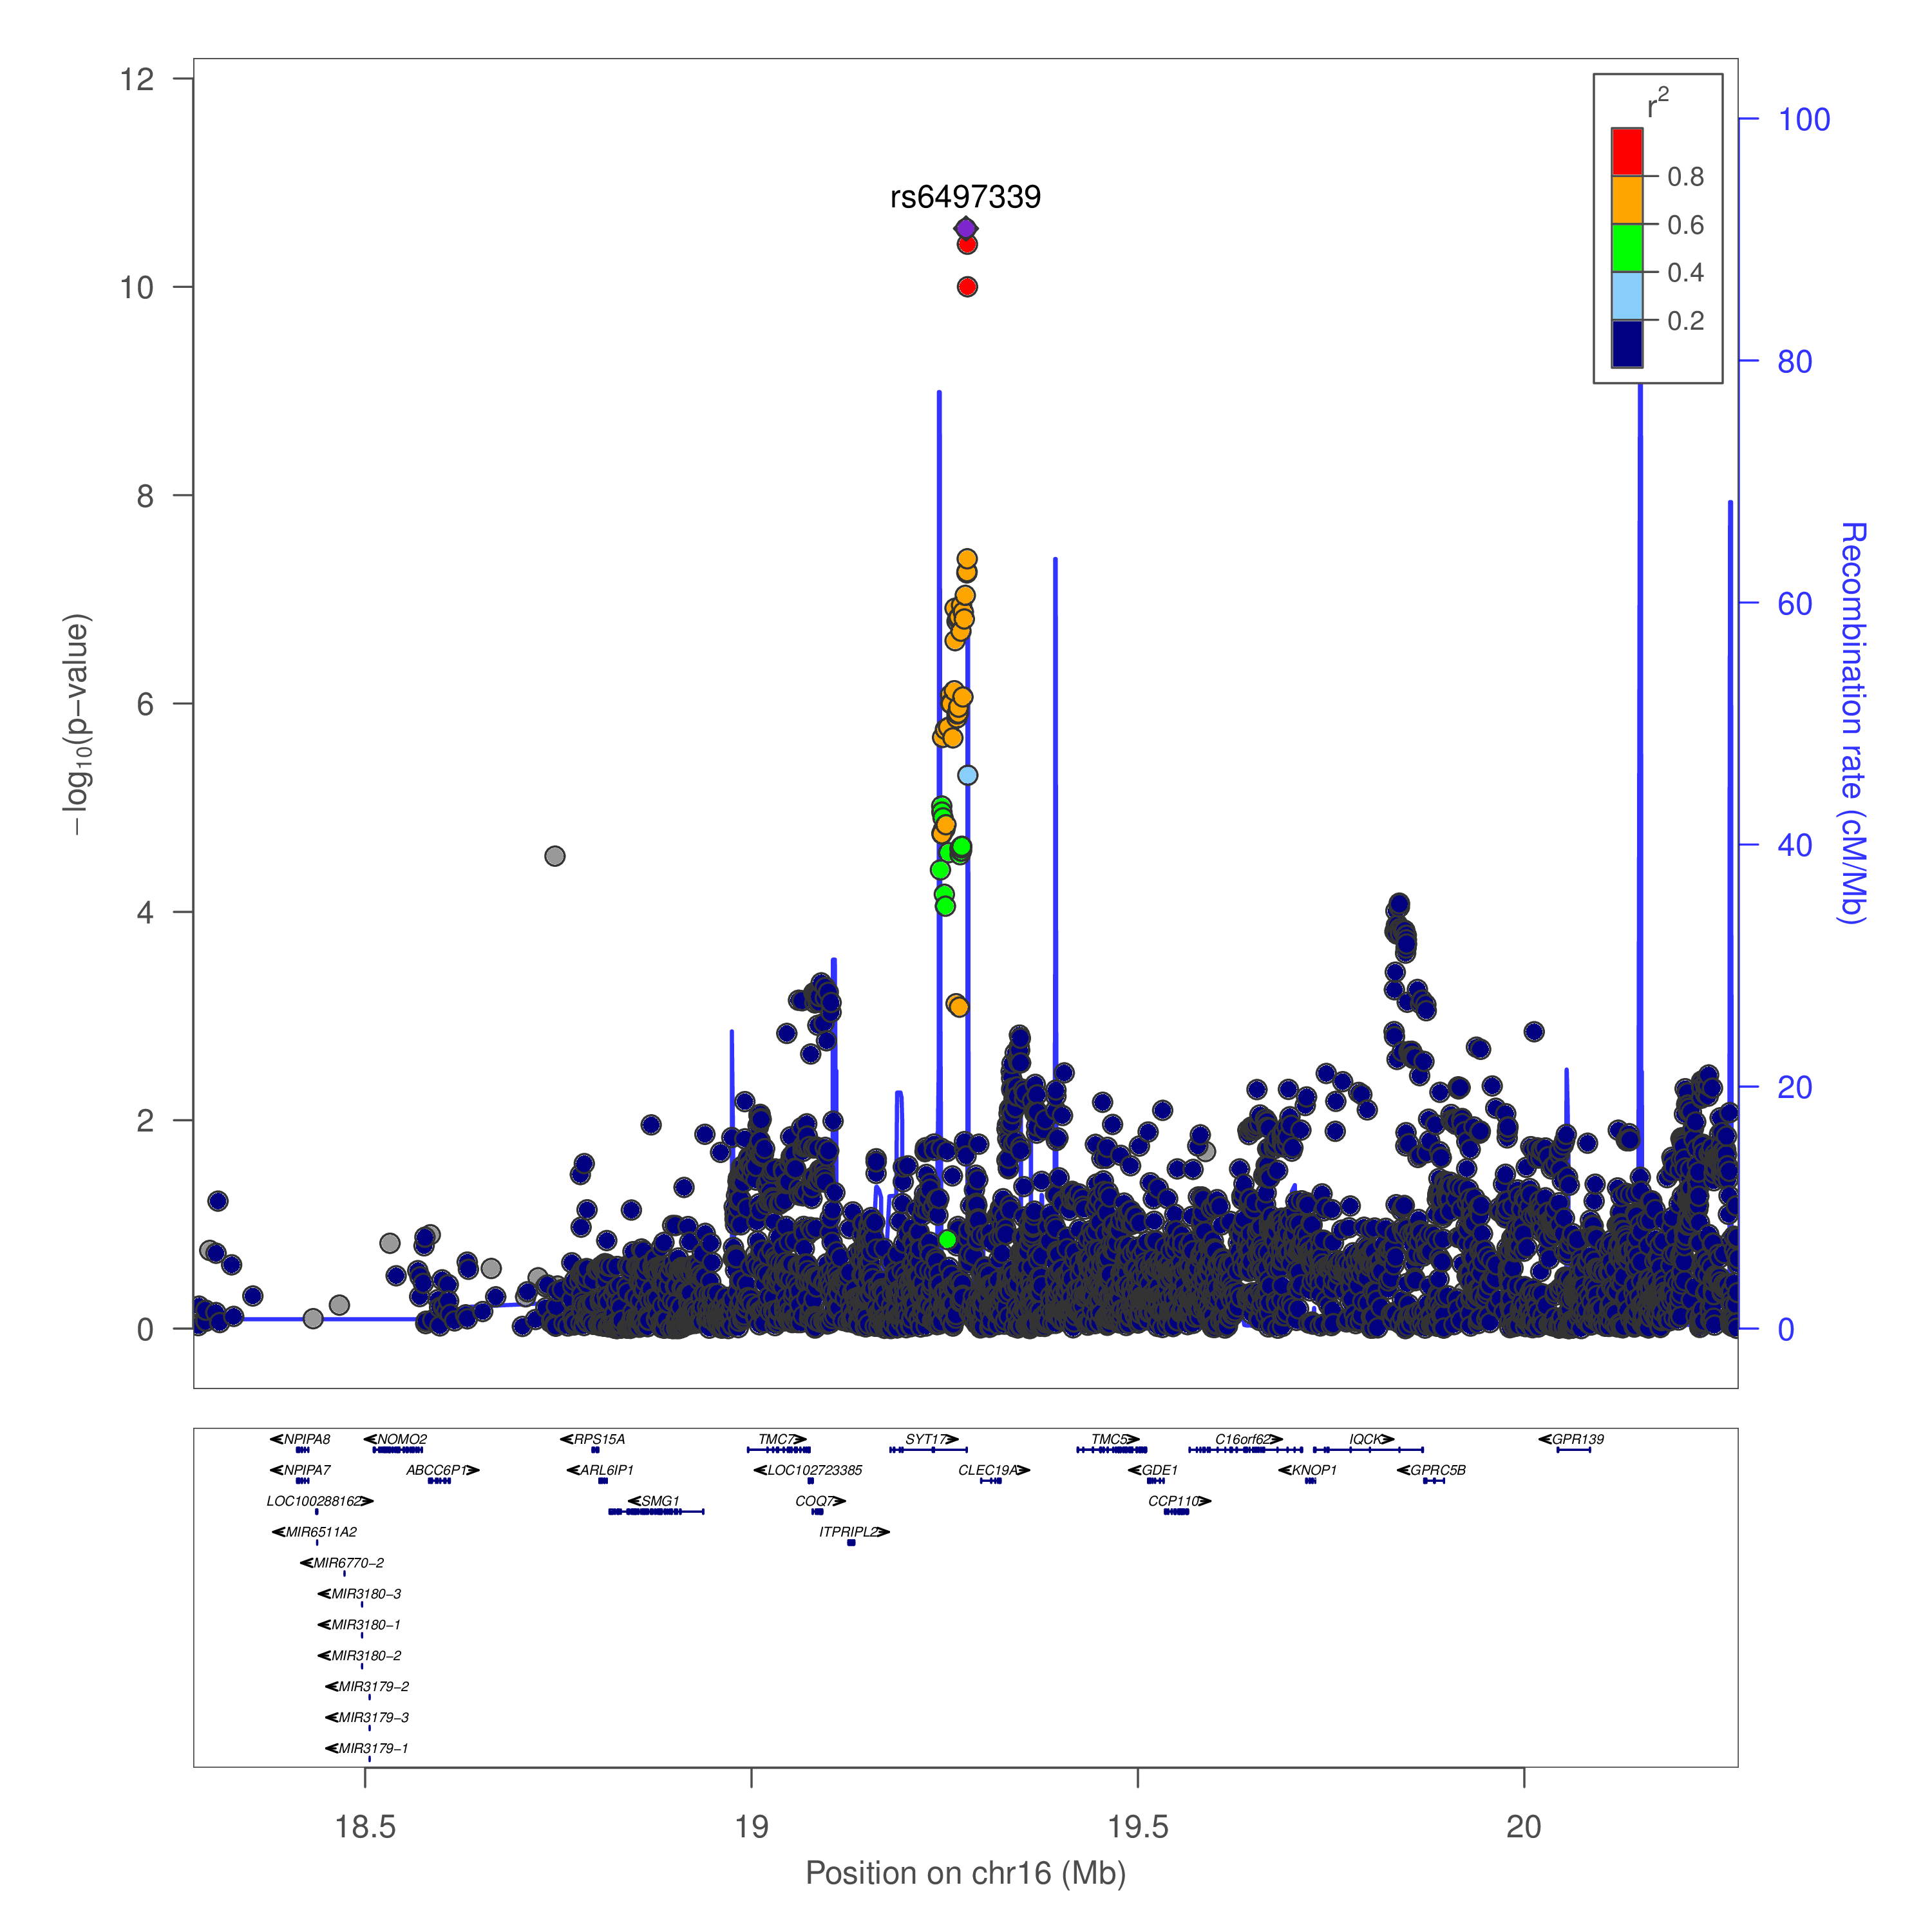 12
10
8
6
4
2
0
−log10(p−value)
rs6497339
r2
0.8
0.6
0.4
0.2
100
80
60
40
20
0
Recombination rate (cM/Mb)
NPIPA8 NOMO2 RPS15A TMC7 SYT17 TMC5 C16orf62 IQCK GPR139
NPIPA7 ABCC6P1 ARL6IP1 LOC102723385 CLEC19A GDE1 KNOP1 GPRC5B
LOC100288162 SMG1 COQ7 CCP110
MIR6511A2 ITPRIPL2
MIR6770−2
MIR3180−3
MIR3180−1
MIR3180−2
MIR3179−2
MIR3179−3
MIR3179−1
18.5 19 19.5 20
Position on chr16 (Mb)